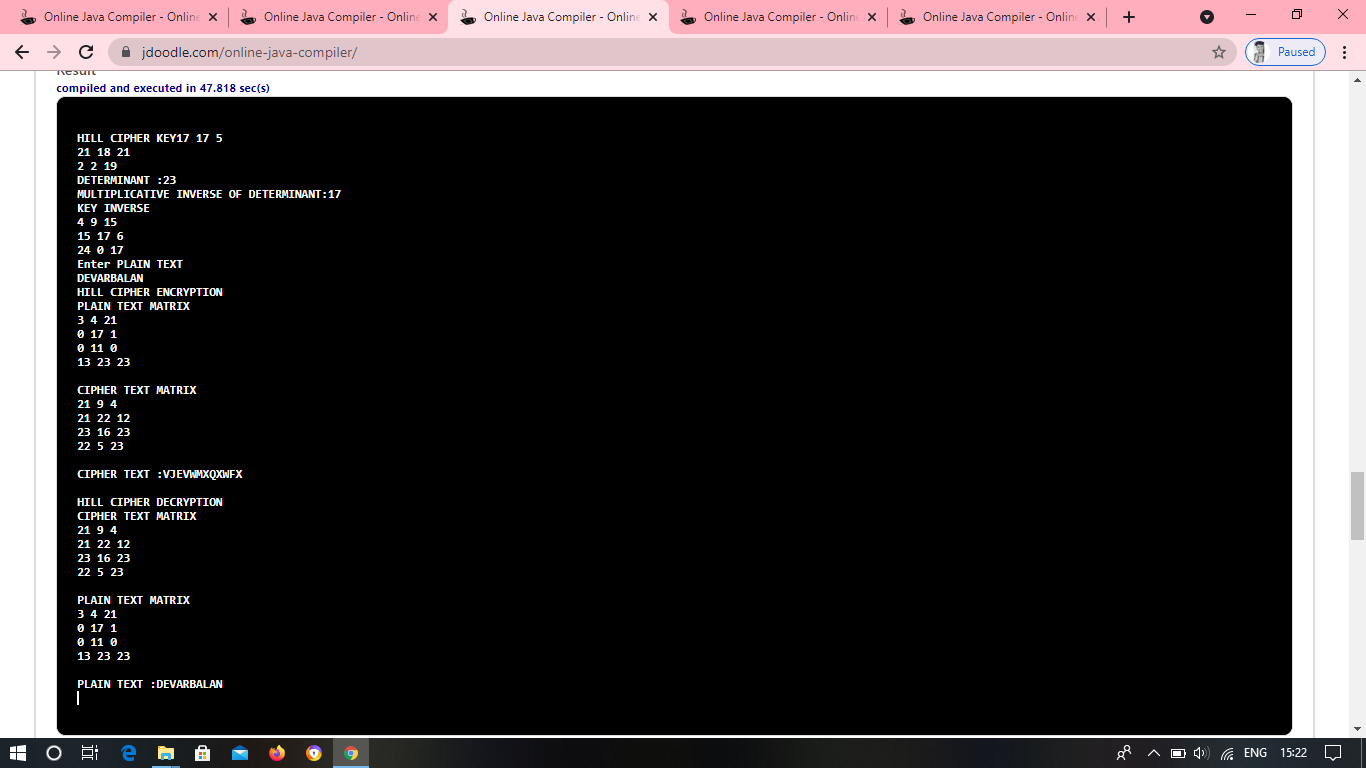 Online Java Compiler - Online
Online Java Compiler - Online
Online Java Compiler - Online
Online Java Compiler - Online
Online Java Compiler - Online
jdoodle.com/online-java-compiler/
Paused
Result
compiled and executed in 47.818 sec(s)
HILL CIPHER KEY17 17 5
21 18 21
2 2 19
DETERMINANT :23
MULTIPLICATIVE INVERSE OF DETERMINANT:17
KEY INVERSE
4 9 15
15 17 6
24 0 17
Enter PLAIN TEXT
DEVARBALAN
HILL CIPHER ENCRYPTION
PLAIN TEXT MATRIX
3 4 21
0 17 1
0 11 0
13 23 23
CIPHER TEXT MATRIX
21 9 4
21 22 12
23 16 23
22 5 23
CIPHER TEXT :VJEVWMXQXWFX
HILL CIPHER DECRYPTION
CIPHER TEXT MATRIX
21 9 4
21 22 12
23 16 23
22 5 23
PLAIN TEXT MATRIX
3 4 21
0 17 1
0 11 0
13 23 23
PLAIN TEXT :DEVARBALAN
ENG
15:22